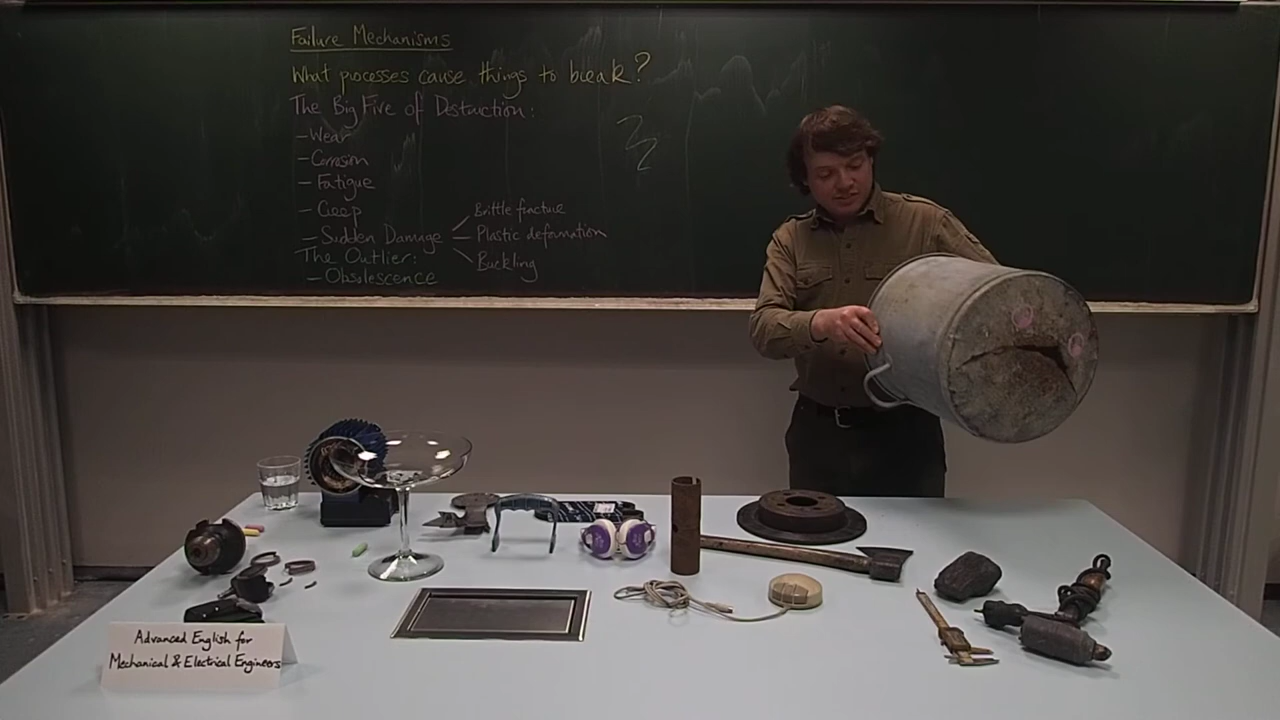 Failure Mechanisms
What processes cause things to break?
The Big Five of Destruction:
- Wear
- Corrosion
- Fatigue
- Creep
- Sudden Damage
Brittle fracture
Plastic deformation
Buckling
The Outlier:
- Obsolescence
Advanced English for
Mechanical & Electrical Engineers